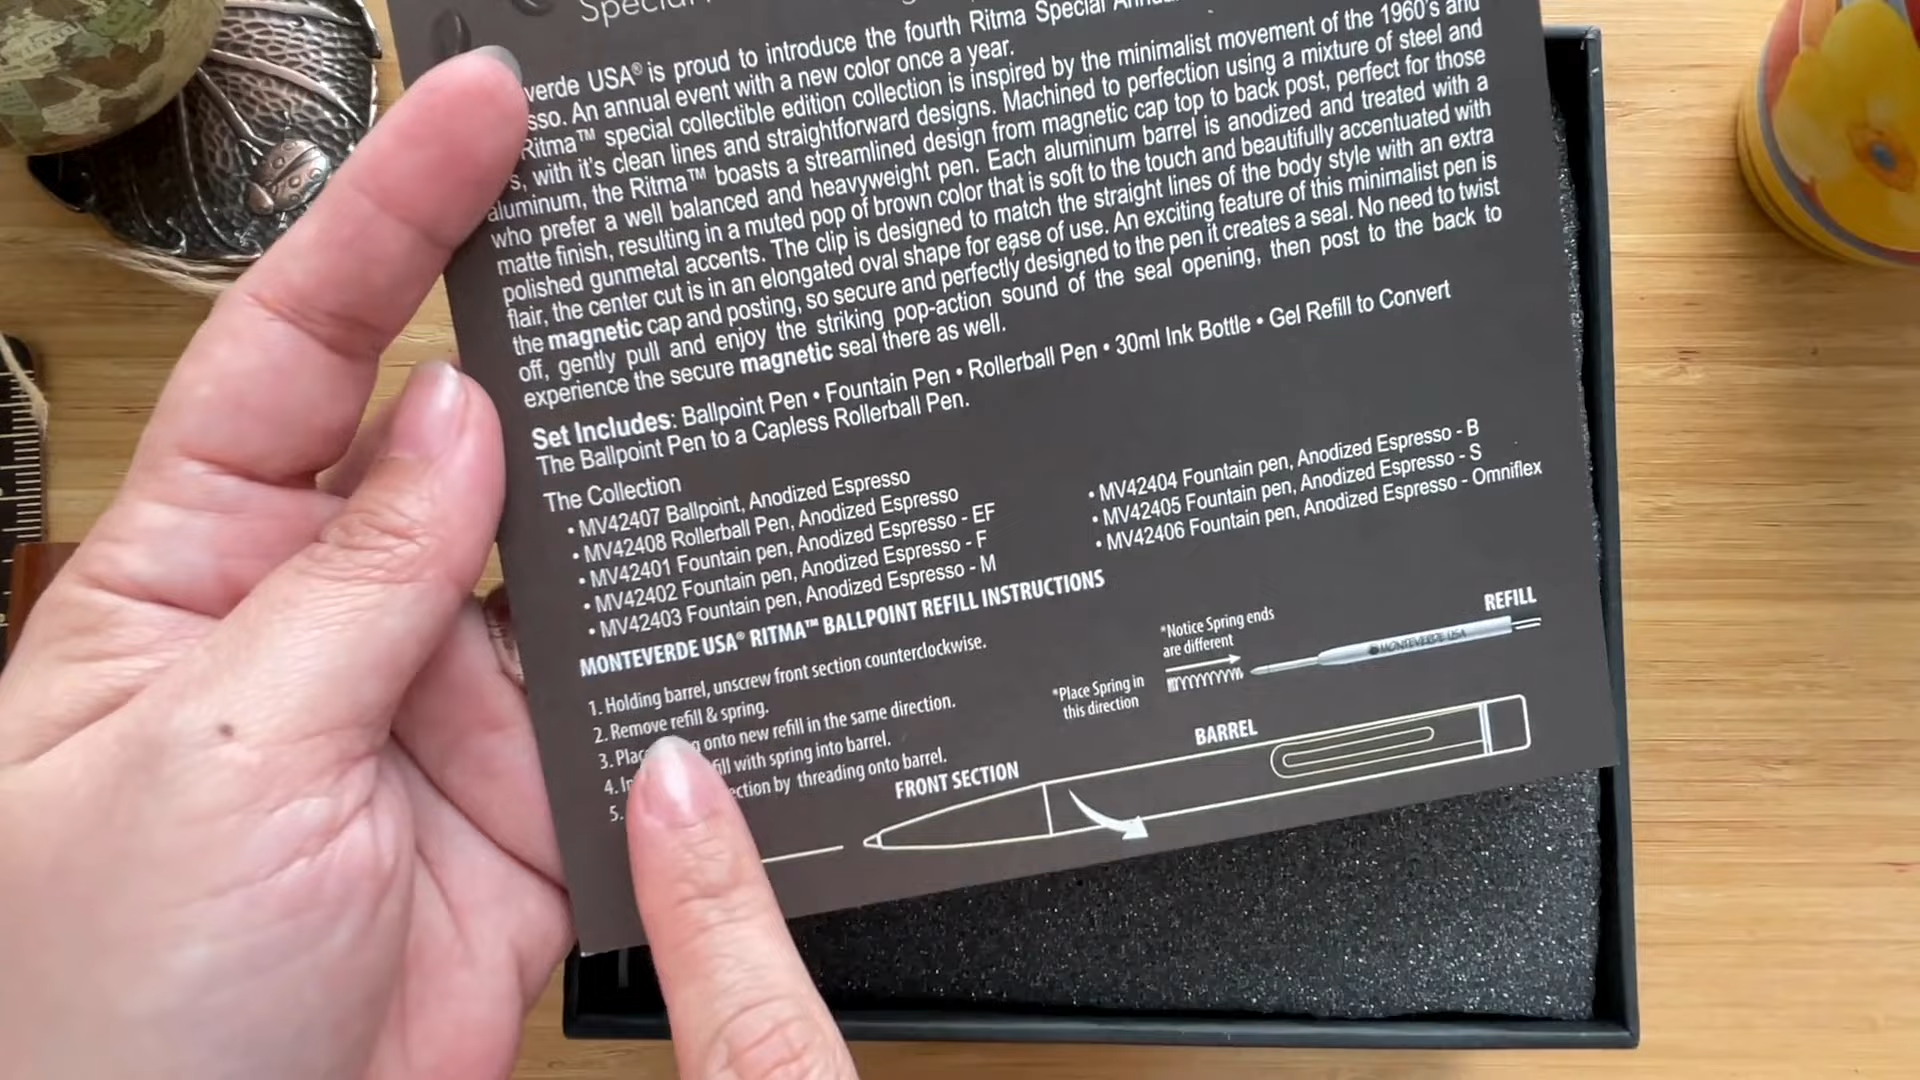 Special
verde USA® is proud to introduce the fourth Ritma Special
sso. An annual event with a new color once a year.
Ritma™ special collectible edition collection is inspired by the minimalist movement of the 1960's and
s, with it's clean lines and straightforward designs. Machined to perfection using a mixture of steel and
aluminum, the Ritma™ boasts a streamlined design from magnetic cap top to back post, perfect for those
who prefer a well balanced and heavyweight pen. Each aluminum barrel is anodized and treated with a
matte finish, resulting in a muted pop of brown color that is soft to the touch and beautifully accentuated with
polished gunmetal accents. The clip is designed to match the straight lines of the body style with an extra
flair, the center cut is in an elongated oval shape for ease of use. An exciting feature of this minimalist pen is
the magnetic cap and posting, so secure and perfectly designed to the pen it creates a seal. No need to twist
off, gently pull and enjoy the striking pop-action sound of the seal opening, then post to the back to
experience the secure magnetic seal there as well.
Set Includes: Ballpoint Pen • Fountain Pen • Rollerball Pen • 30ml Ink Bottle • Gel Refill to Convert
The Ballpoint Pen to a Capless Rollerball Pen.
The Collection
• MV42407 Ballpoint, Anodized Espresso
• MV42408 Rollerball Pen, Anodized Espresso
• MV42401 Fountain pen, Anodized Espresso - EF
• MV42402 Fountain pen, Anodized Espresso - F
• MV42403 Fountain pen, Anodized Espresso - M
• MV42404 Fountain pen, Anodized Espresso - B
• MV42405 Fountain pen, Anodized Espresso - S
• MV42406 Fountain pen, Anodized Espresso - Omniflex
MONTEVERDE USA® RITMA™ BALLPOINT REFILL INSTRUCTIONS
1. Holding barrel, unscrew front section counterclockwise.
2. Remove refill & spring.
3. Plac g onto new refill in the same direction.
4. In fill with spring into barrel.
5. ection by threading onto barrel.
*Notice Spring ends
are different
REFILL
MONTEVERDE USA
*Place Spring in
this direction
BARREL
FRONT SECTION